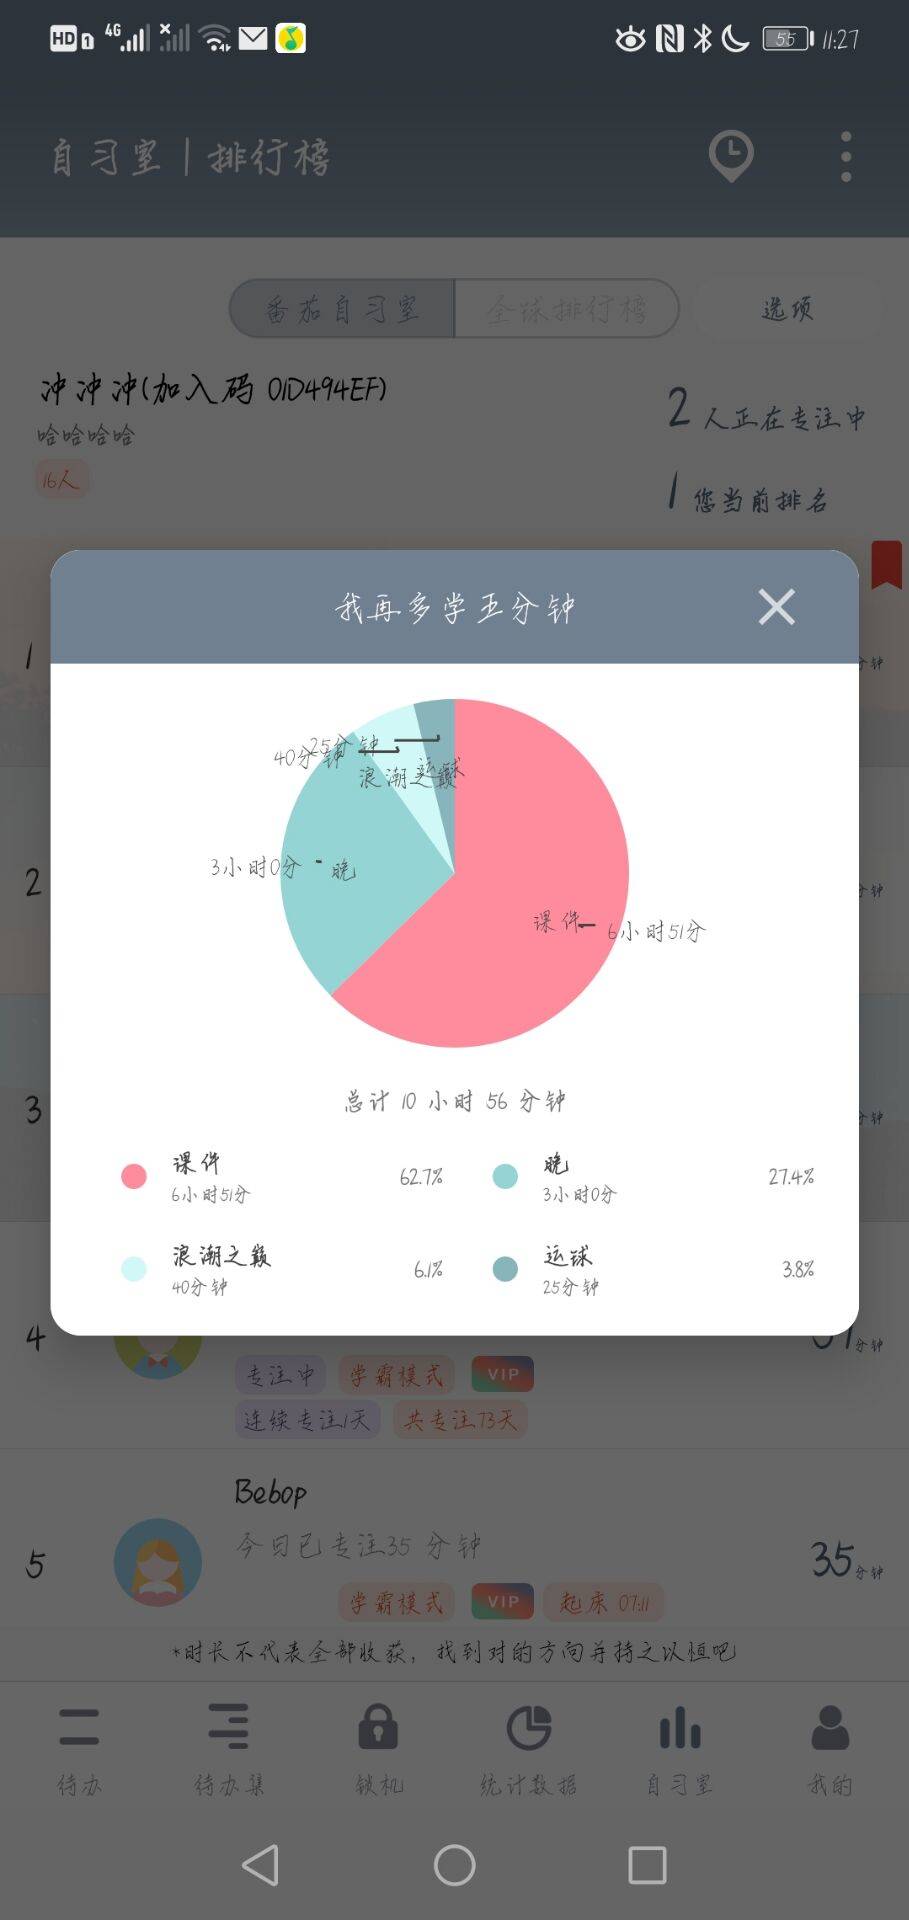 HD 1 4G 55 11:27
自习室 | 排行榜
番茄自习室 全球排行榜 选项
冲冲冲(加入码 01D494EF)
哈哈哈哈
16人
2 人正在专注中
1 您当前排名
我再多学五分钟
1
分钟
25分钟
40分钟
运球
浪潮之巅
3小时0分
晚
课件
6小时51分
2
分钟
总计 10 小时 56 分钟
3
分钟
课件 62.7%
6小时51分
晚 27.4%
3小时0分
浪潮之巅 6.1%
40分钟
运球 3.8%
25分钟
4
分钟
专注中 学霸模式 VIP
连续专注1天 共专注73天
Bebop
5
今日已专注35 分钟
35分钟
学霸模式 VIP 起床 07:11
*时长不代表全部收获，找到对的方向并持之以恒吧
待办 待办集 锁机 统计数据 自习室 我的